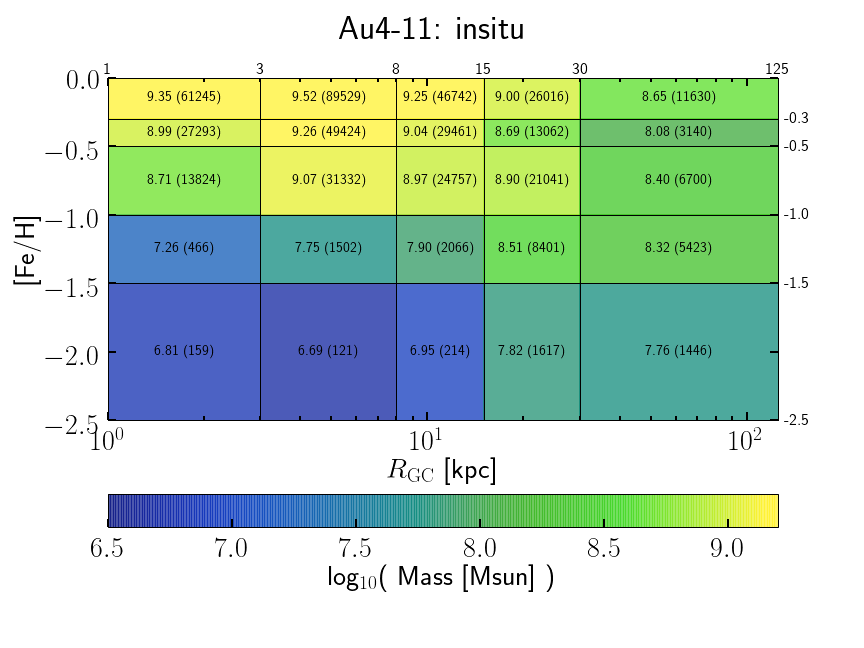 Au4-11: insitu
1 3 8 15 30 125
0.0 9.35 (61245) 9.52 (89529) 9.25 (46742) 9.00 (26016) 8.65 (11630)
-0.3
8.99 (27293) 9.26 (49424) 9.04 (29461) 8.69 (13062) 8.08 (3140)
−0.5 -0.5
8.71 (13824) 9.07 (31332) 8.97 (24757) 8.90 (21041) 8.40 (6700)
−1.0 -1.0
[Fe/H]
7.26 (466) 7.75 (1502) 7.90 (2066) 8.51 (8401) 8.32 (5423)
−1.5 -1.5
−2.0 6.81 (159) 6.69 (121) 6.95 (214) 7.82 (1617) 7.76 (1446)
−2.5 -2.5
10⁰ 10¹ 10²
R_GC [kpc]
6.5 7.0 7.5 8.0 8.5 9.0
log₁₀( Mass [Msun] )